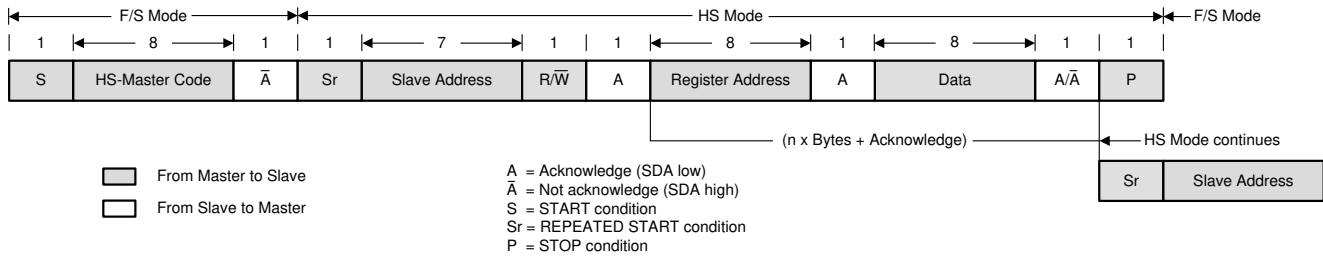 F/S Mode HS Mode F/S Mode
1 8 1 1 7 1 1 8 1 8 1 1
S HS-Master Code A̅ Sr Slave Address R/W̅ A Register Address A Data A/A̅ P
(n x Bytes + Acknowledge) HS Mode continues
Sr Slave Address
From Master to Slave
From Slave to Master
A = Acknowledge (SDA low)
A̅ = Not acknowledge (SDA high)
S = START condition
Sr = REPEATED START condition
P = STOP condition